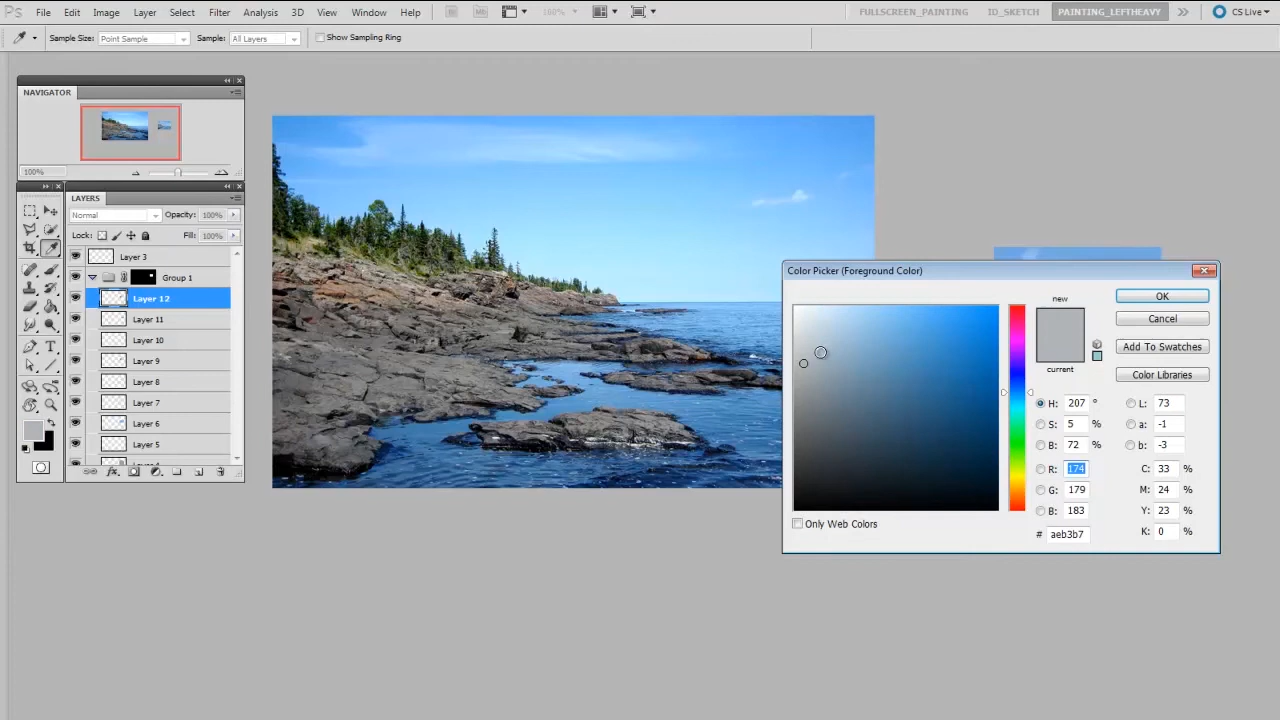 Ps File Edit Image Layer Select Filter Analysis 3D View Window Help 100% FULLSCREEN_PAINTING ID_SKETCH PAINTING_LEFTHEAVY CS Live
Sample Size: Point Sample Sample: All Layers Show Sampling Ring
NAVIGATOR
100%
LAYERS
Normal Opacity: 100%
Lock: Fill: 100%
Layer 3
Group 1
Layer 12
Layer 11
Layer 10
Layer 9
Layer 8
Layer 7
Layer 6
Layer 5
Color Picker (Foreground Color)
new
current
OK
Cancel
Add To Swatches
Color Libraries
H: 207 ° L: 73
S: 5 % a: -1
B: 72 % b: -3
R: 174 C: 33 %
G: 179 M: 24 %
B: 183 Y: 23 %
# aeb3b7 K: 0 %
Only Web Colors